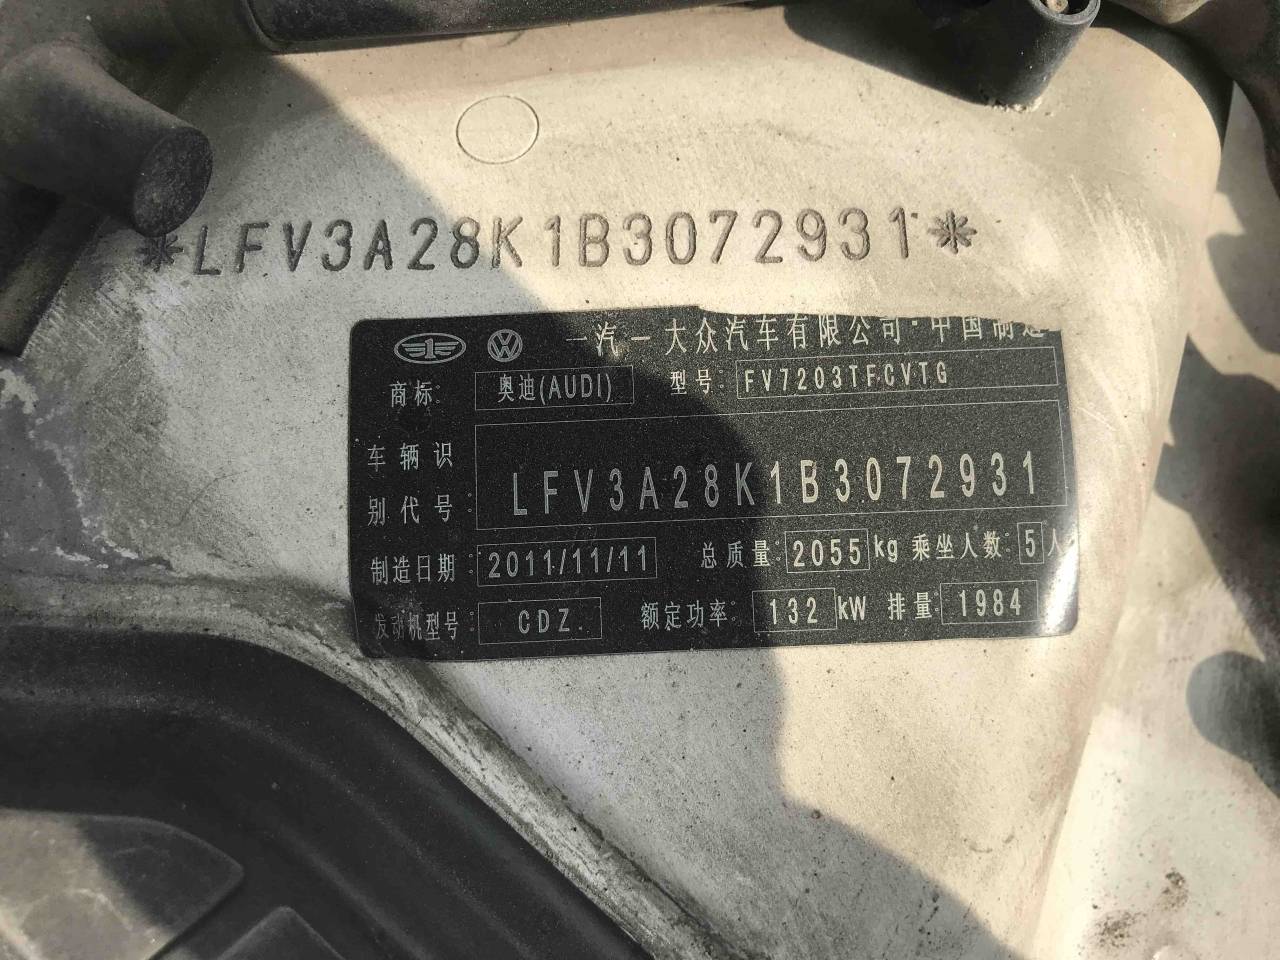 *LFV3A28K1B3072931*
一汽一大众汽车有限公司·中国制造
商标: 奥迪(AUDI) 型号: FV7203TFCVTG
车辆识
别代号: LFV3A28K1B3072931
制造日期: 2011/11/11 总质量: 2055 kg 乘坐人数: 5 人
发动机型号: CDZ. 额定功率: 132 kW 排量: 1984